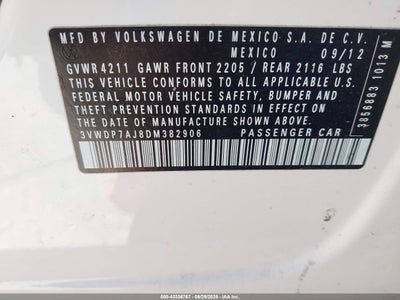 MFD BY VOLKSWAGEN DE MEXICO S.A. DE C.V.
MEXICO 09/12
GVWR 4211 GAWR FRONT 2205 / REAR 2116 LBS
THIS VEHICLE CONFORMS TO ALL APPLICABLE U.S.
FEDERAL MOTOR VEHICLE SAFETY, BUMPER, AND
THEFT PREVENTION STANDARDS IN EFFECT ON THE
DATE OF MANUFACTURE SHOWN ABOVE.
3VWDP7AJ8DM382906 PASSENGER CAR
3856883 1013 M
600-43336767 | 09/29/2025 | IAA Inc.